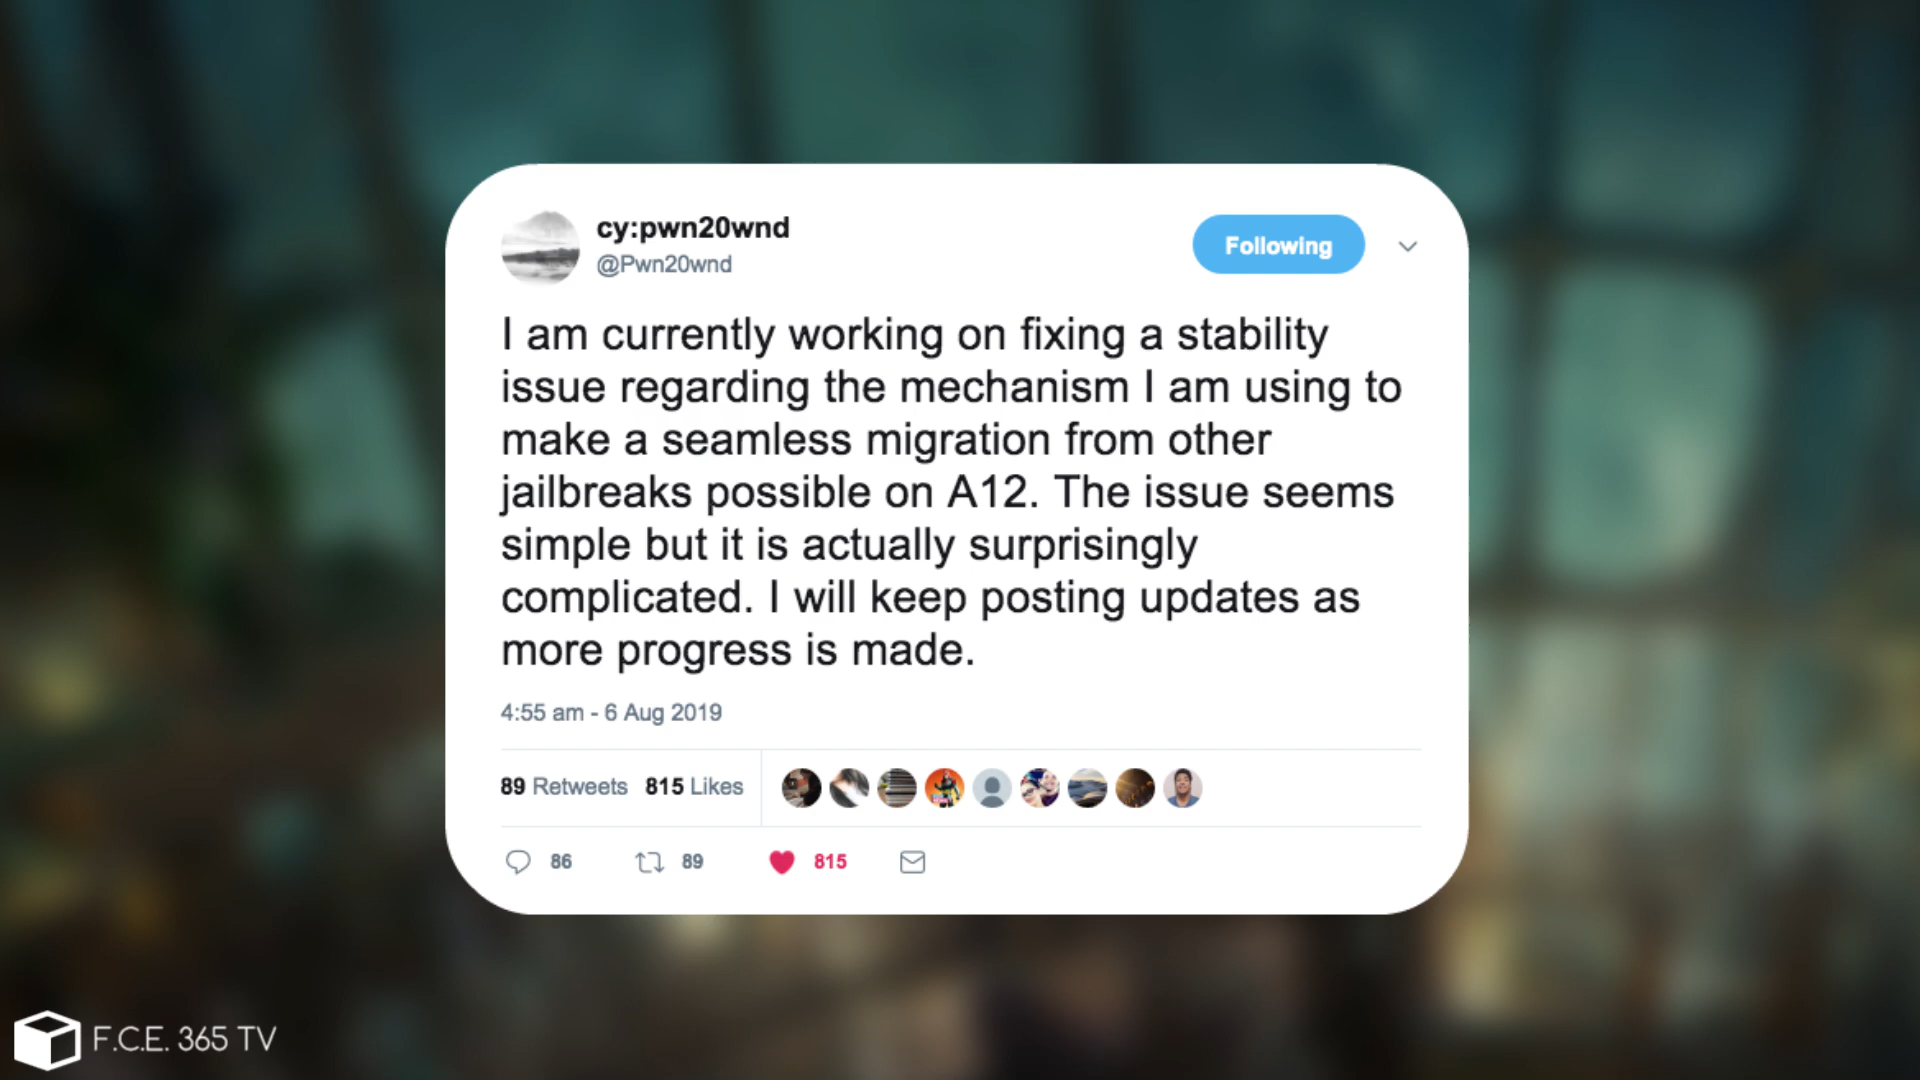 cy:pwn20wnd
@Pwn20wnd
Following
I am currently working on fixing a stability
issue regarding the mechanism I am using to
make a seamless migration from other
jailbreaks possible on A12. The issue seems
simple but it is actually surprisingly
complicated. I will keep posting updates as
more progress is made.
4:55 am - 6 Aug 2019
89 Retweets 815 Likes
86 89 815
F.C.E. 365 TV